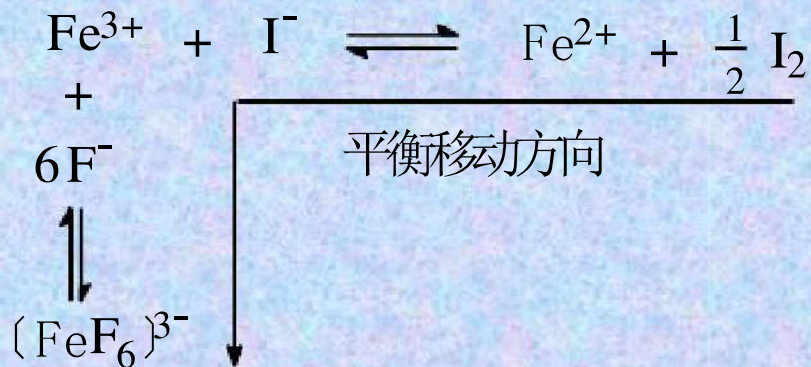 Fe³⁺ + I⁻ ⇌ Fe²⁺ + 1/2 I₂
+
平衡移动方向
6F⁻
⇌
〔FeF₆〕³⁻